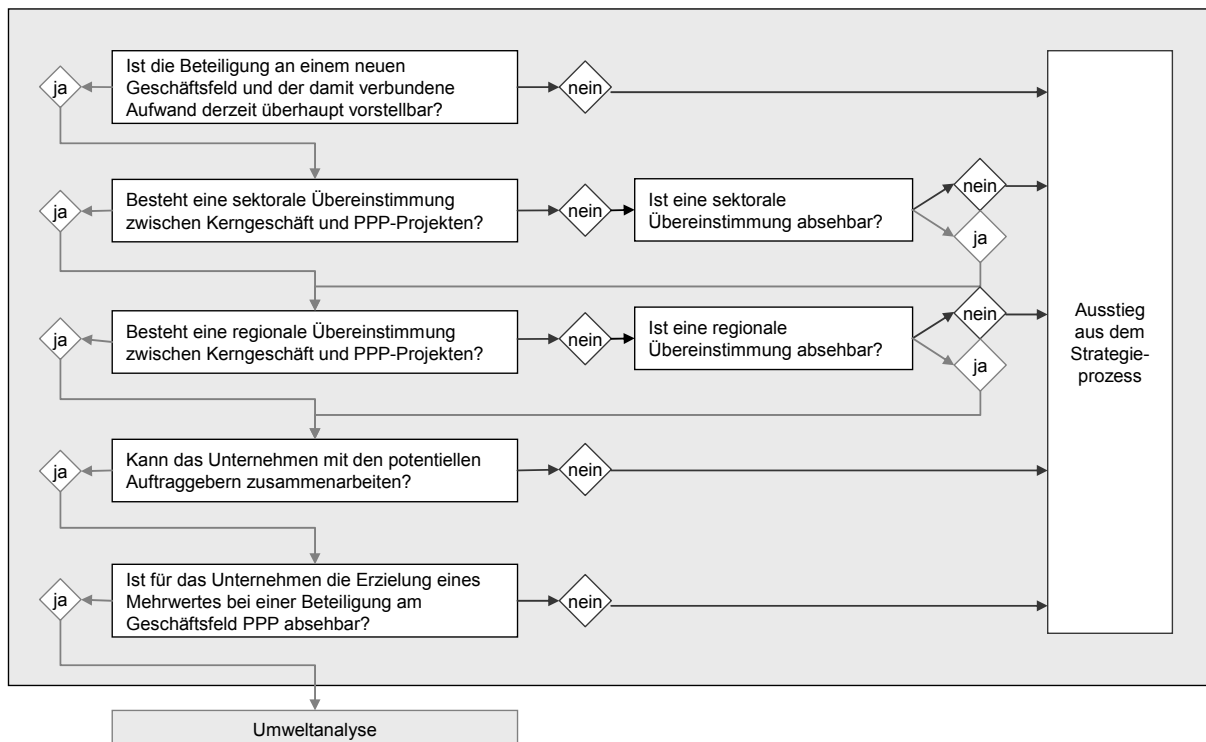 Ist die Beteiligung an einem neuen
Geschäftsfeld und der damit verbundene
Aufwand derzeit überhaupt vorstellbar?
ja
nein
Besteht eine sektorale Übereinstimmung
zwischen Kerngeschäft und PPP-Projekten?
ja
nein
Ist eine sektorale
Übereinstimmung absehbar?
nein
ja
Besteht eine regionale Übereinstimmung
zwischen Kerngeschäft und PPP-Projekten?
ja
nein
Ist eine regionale
Übereinstimmung absehbar?
nein
ja
Ausstieg
aus dem
Strategie-
prozess
Kann das Unternehmen mit den potentiellen
Auftraggebern zusammenarbeiten?
ja
nein
Ist für das Unternehmen die Erzielung eines
Mehrwertes bei einer Beteiligung am
Geschäftsfeld PPP absehbar?
ja
nein
Umweltanalyse